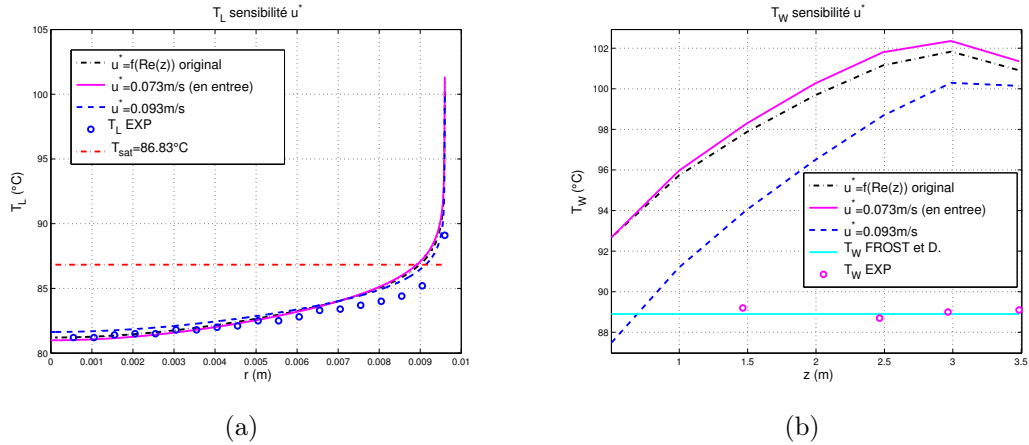 T_L sensibilité u*
105
100
95
90
85
80
T_L (°C)
0
0.001
0.002
0.003
0.004
0.005
0.006
0.007
0.008
0.009
0.01
r (m)
u*=f(Re(z)) original
u*=0.073m/s (en entree)
u*=0.093m/s
T_L EXP
T_sat=86.83°C
(a)
T_W sensibilité u*
102
100
98
96
94
92
90
88
T_W (°C)
1
1.5
2
2.5
3
3.5
z (m)
u*=f(Re(z)) original
u*=0.073m/s (en entree)
u*=0.093m/s
T_W FROST et D.
T_W EXP
(b)